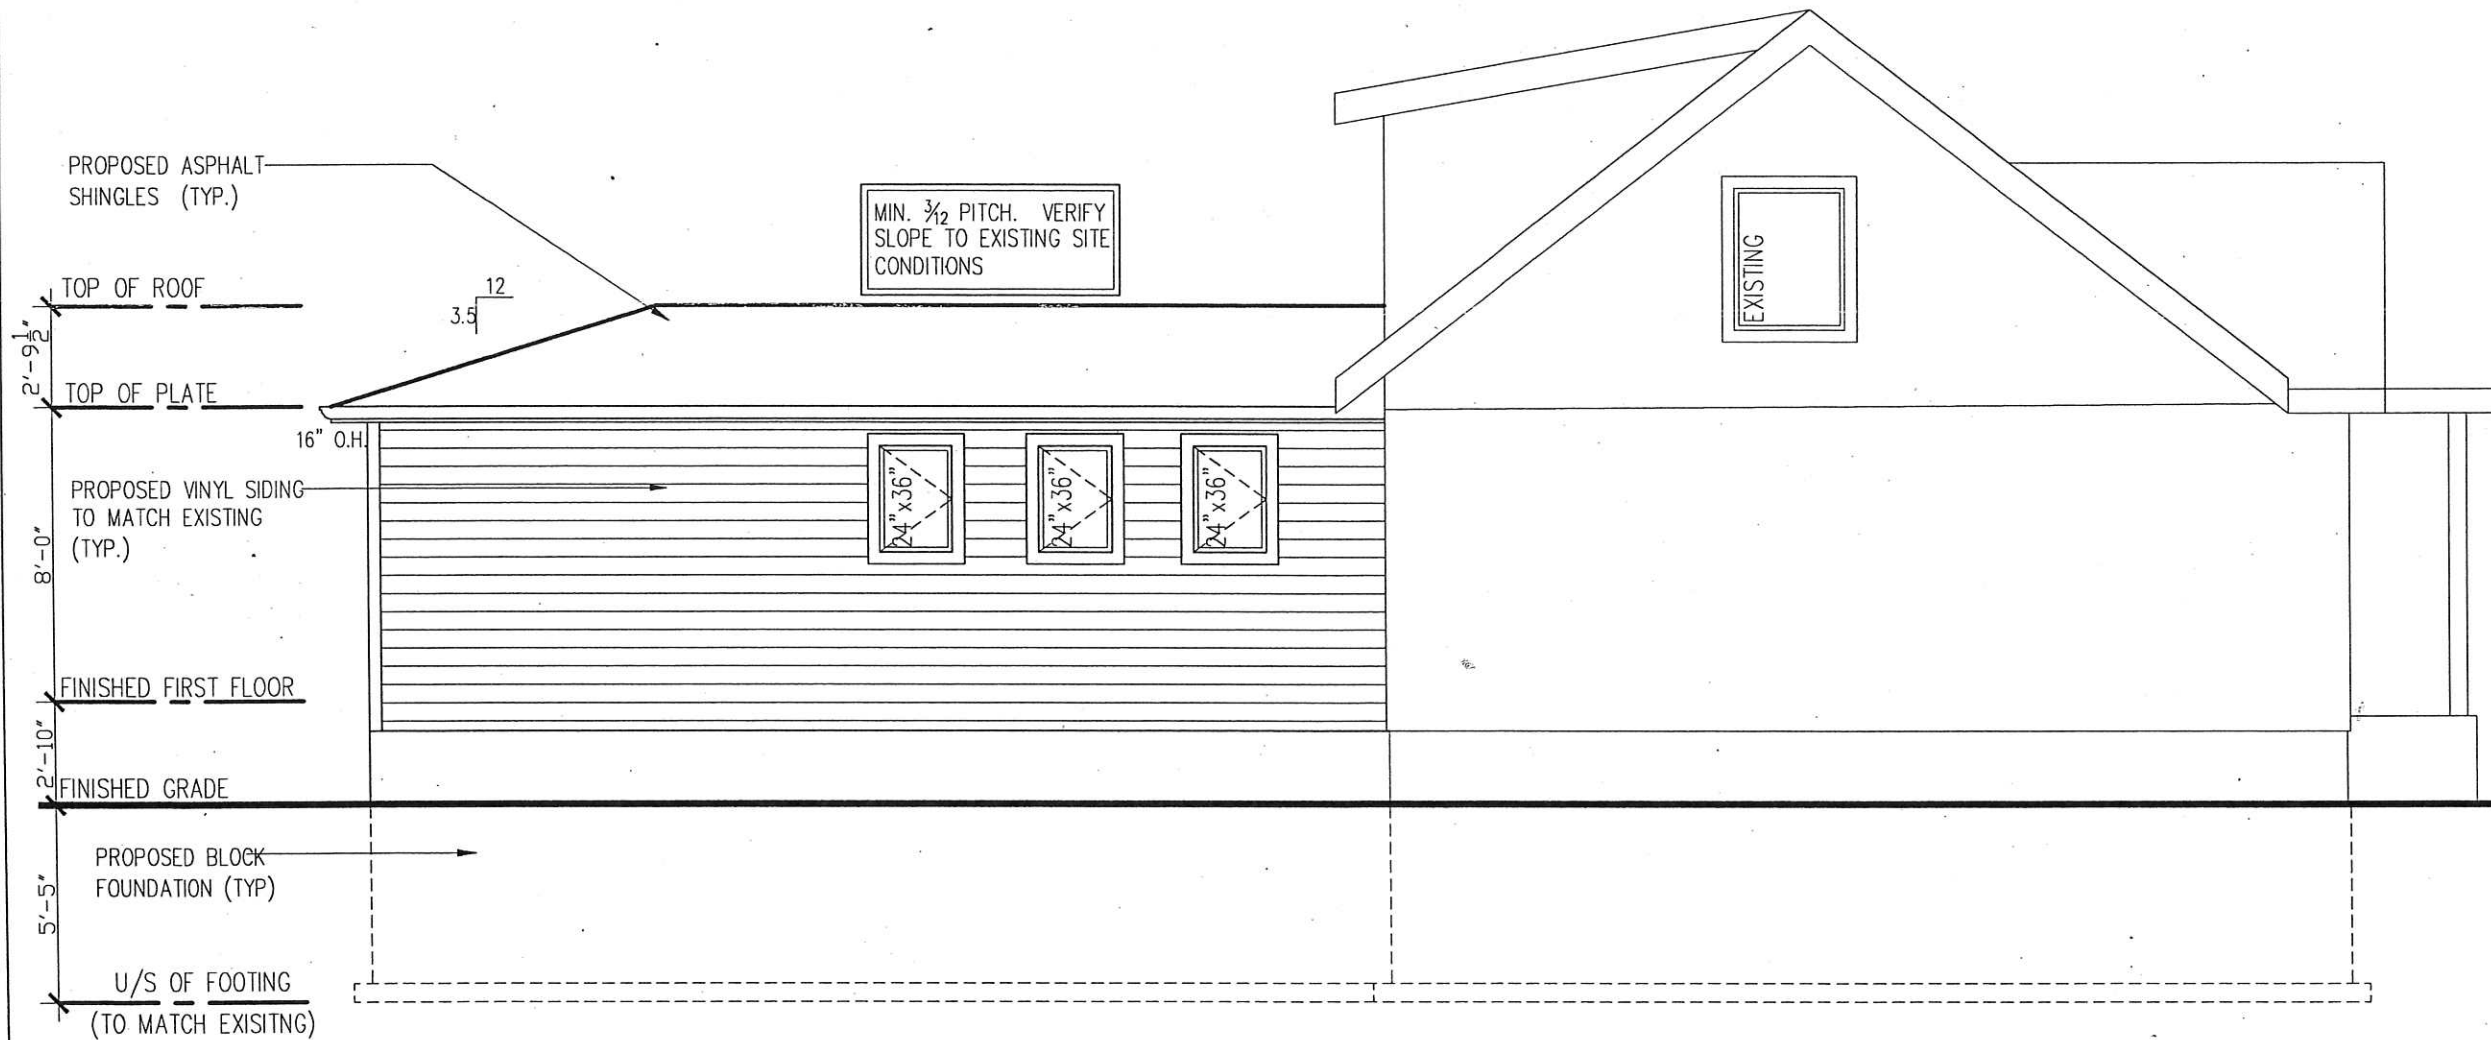 PROPOSED ASPHALT
SHINGLES (TYP.)
MIN. 3/12 PITCH. VERIFY
SLOPE TO EXISTING SITE
CONDITIONS
EXISTING
TOP OF ROOF
12
3.5
2'-9 1/2"
TOP OF PLATE
16" O.H.
24"x36"
24"x36"
24"x36"
PROPOSED VINYL SIDING
TO MATCH EXISTING
(TYP.)
8'-0"
FINISHED FIRST FLOOR
2'-10"
FINISHED GRADE
PROPOSED BLOCK
FOUNDATION (TYP)
5'-5"
U/S OF FOOTING
(TO MATCH EXISITNG)